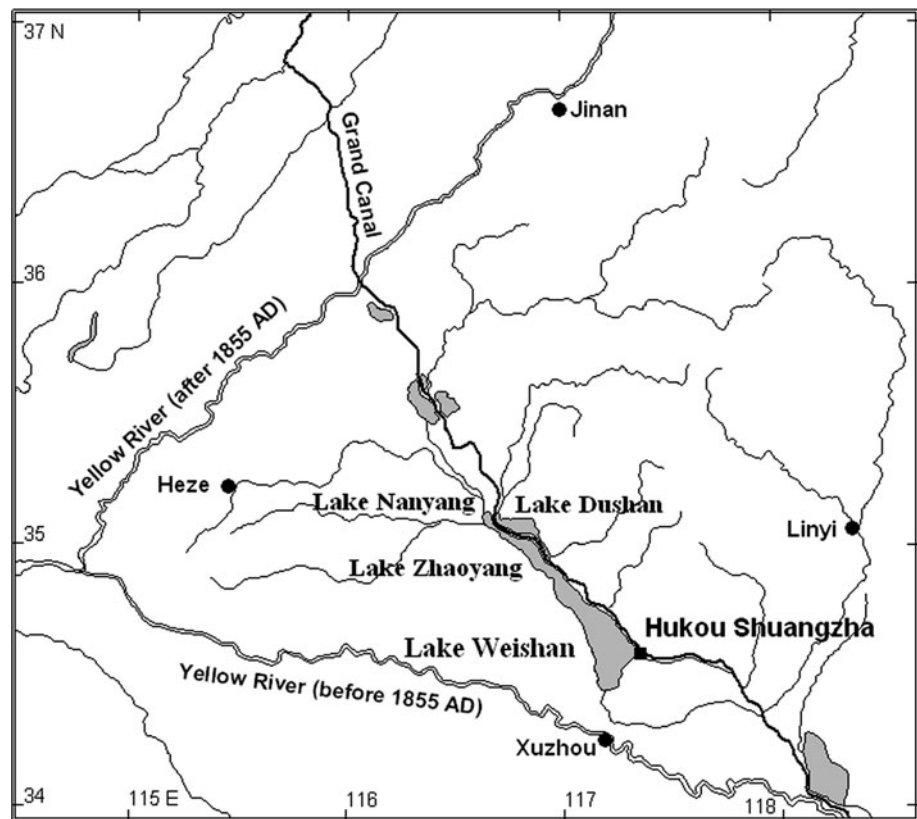 37 N
Jinan
Grand Canal
36
Yellow River (after 1855 AD)
Heze
Lake Nanyang
Lake Dushan
Linyi
35
Lake Zhaoyang
Hukou Shuangzha
Lake Weishan
Yellow River (before 1855 AD)
Xuzhou
34
115 E
116
117
118